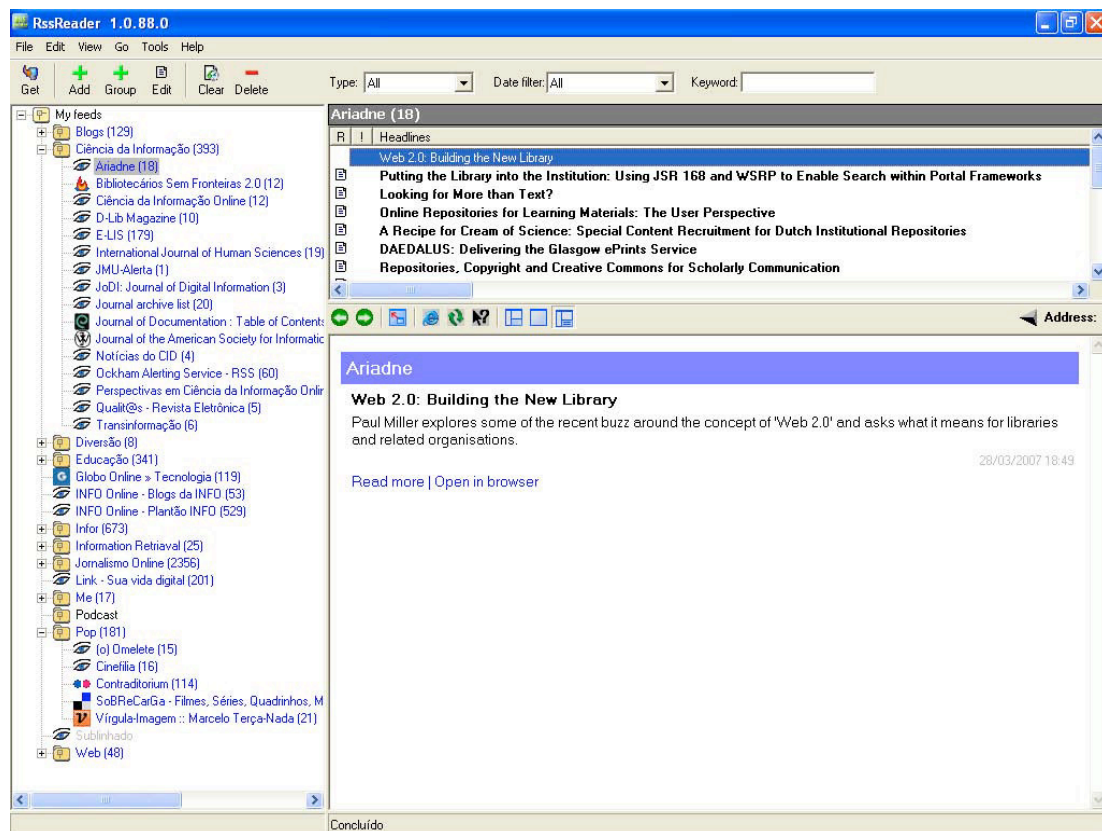 RssReader 1.0.88.0
File Edit View Go Tools Help
Get Add Group Edit Clear Delete Type: All Date filter: All Keyword:
My feeds
Blogs (129)
Ciência da Informação (393)
Ariadne (18)
Bibliotecários Sem Fronteiras 2.0 (12)
Ciência da Informação Online (12)
D-Lib Magazine (10)
E-LIS (179)
International Journal of Human Sciences (19)
JMU-Alerta (1)
JoDI: Journal of Digital Information (3)
Journal archive list (20)
Journal of Documentation : Table of Contents
Journal of the American Society for Informatic
Notícias do CID (4)
Ockham Alerting Service - RSS (60)
Perspectivas em Ciência da Informação Onlir
Qualit@s - Revista Eletrônica (5)
Transinformação (6)
Diversão (8)
Educação (341)
Globo Online » Tecnologia (119)
INFO Online - Blogs da INFO (53)
INFO Online - Plantão INFO (529)
Infor (673)
Information Retriaval (25)
Jornalismo Online (2356)
Link - Sua vida digital (201)
Me (17)
Podcast
Pop (181)
(o) Omelete (15)
Cinefilia (16)
Contraditorium (114)
SoBReCarGa - Filmes, Séries, Quadrinhos, M
Vírgula-Imagem :: Marcelo Terça-Nada (21)
Sublinhado
Web (48)
Ariadne (18)
R ! Headlines
Web 2.0: Building the New Library
Putting the Library into the Institution: Using JSR 168 and WSRP to Enable Search within Portal Frameworks
Looking for More than Text?
Online Repositories for Learning Materials: The User Perspective
A Recipe for Cream of Science: Special Content Recruitment for Dutch Institutional Repositories
DAEDALUS: Delivering the Glasgow ePrints Service
Repositories, Copyright and Creative Commons for Scholarly Communication
Address:
Ariadne
Web 2.0: Building the New Library
Paul Miller explores some of the recent buzz around the concept of 'Web 2.0' and asks what it means for libraries
and related organisations.
28/03/2007 18:49
Read more | Open in browser
Concluído